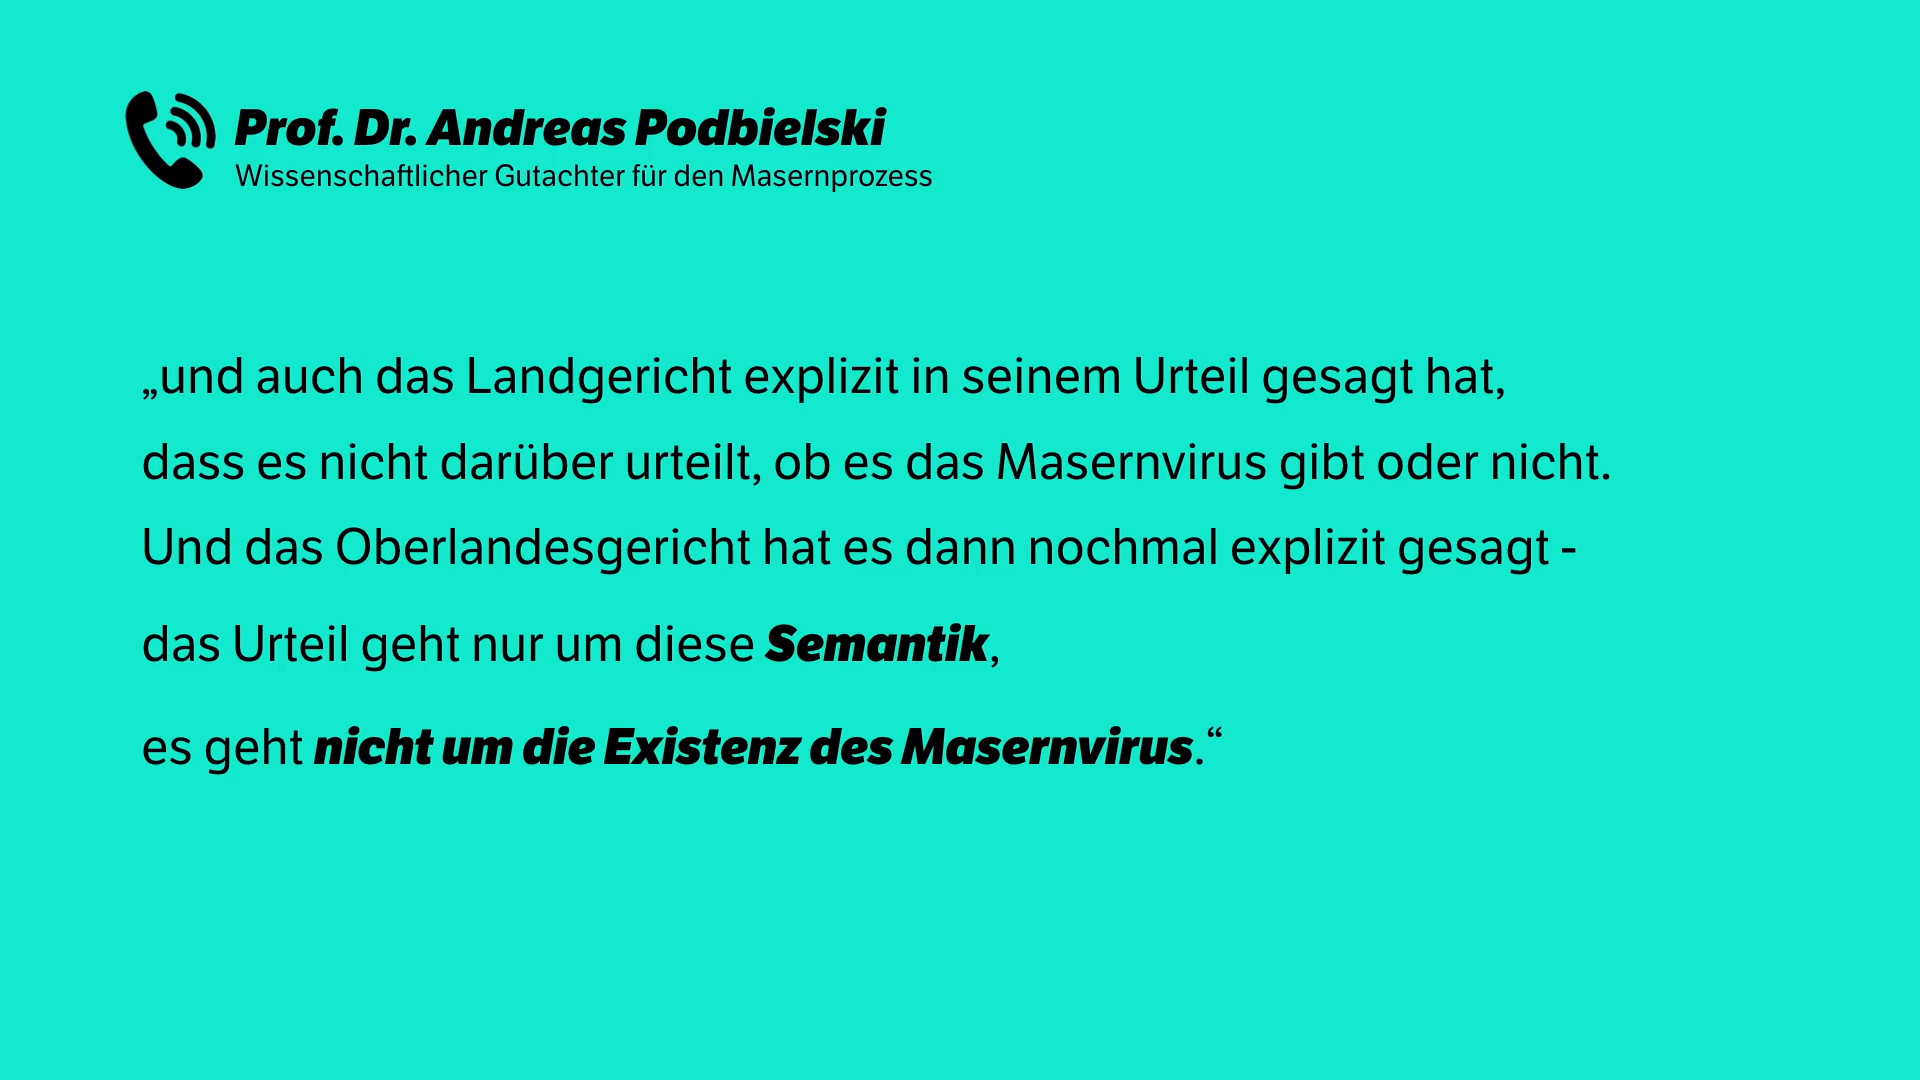 Prof. Dr. Andreas Podbielski
Wissenschaftlicher Gutachter für den Masernprozess
„und auch das Landgericht explizit in seinem Urteil gesagt hat,
dass es nicht darüber urteilt, ob es das Masernvirus gibt oder nicht.
Und das Oberlandesgericht hat es dann nochmal explizit gesagt -
das Urteil geht nur um diese Semantik,
es geht nicht um die Existenz des Masernvirus.“